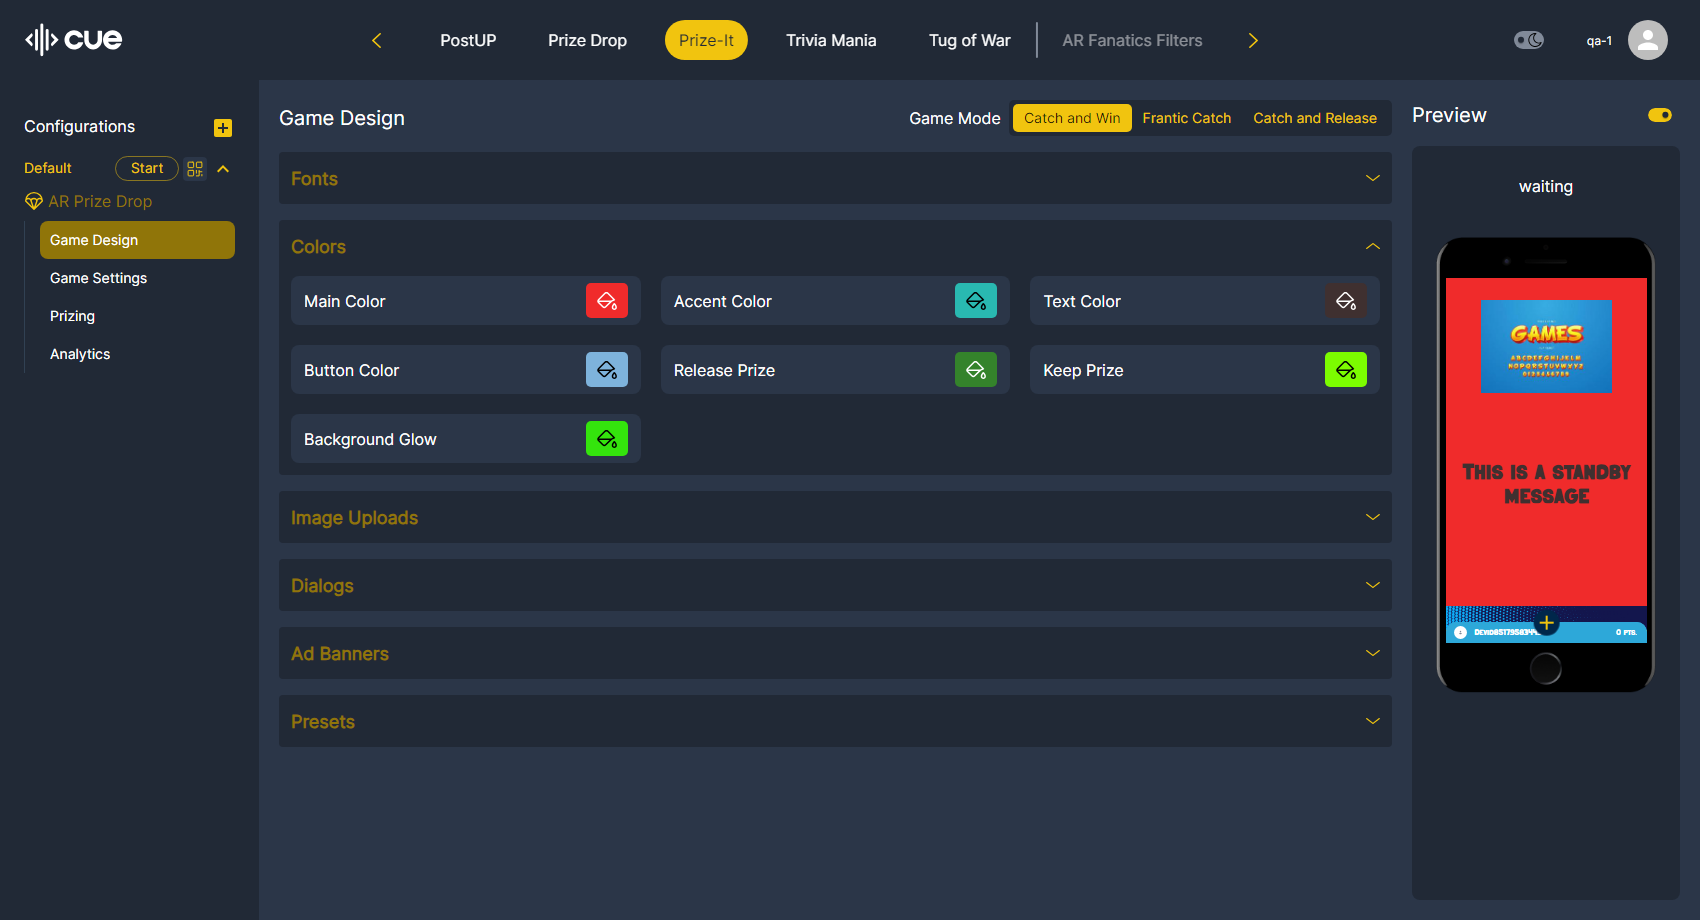 cue
PostUP
Prize Drop
Prize-It
Trivia Mania
Tug of War
AR Fanatics Filters
qa-1
Configurations
Default
Start
AR Prize Drop
Game Design
Game Settings
Prizing
Analytics
Game Design
Game Mode
Catch and Win
Frantic Catch
Catch and Release
Fonts
Colors
Main Color
Accent Color
Text Color
Button Color
Release Prize
Keep Prize
Background Glow
Image Uploads
Dialogs
Ad Banners
Presets
Preview
waiting
GAMES
ABCDEFGHIJKLM
NOPQRSTUVWXYZ
THIS IS A STANDBY
MESSAGE
0 PTS.